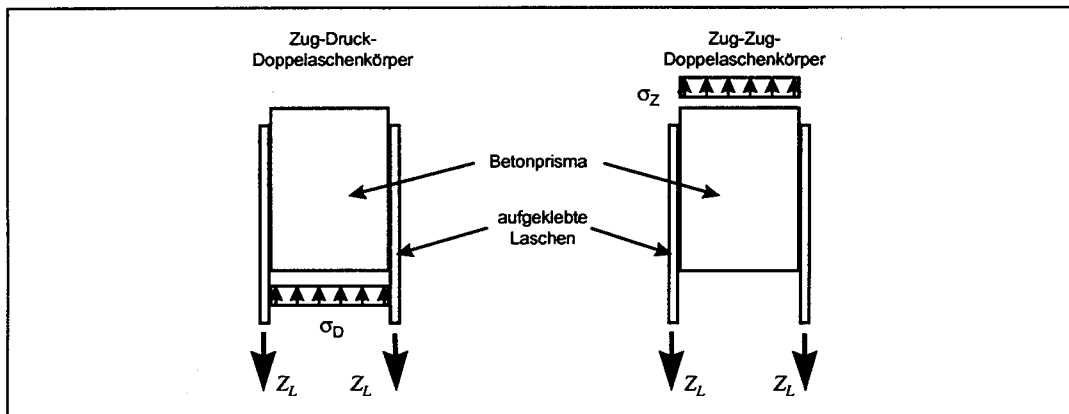 Zug-Druck-
Doppelaschenkörper
Zug-Zug-
Doppelaschenkörper
σZ
Betonprisma
aufgeklebte
Laschen
σD
ZL
ZL
ZL
ZL